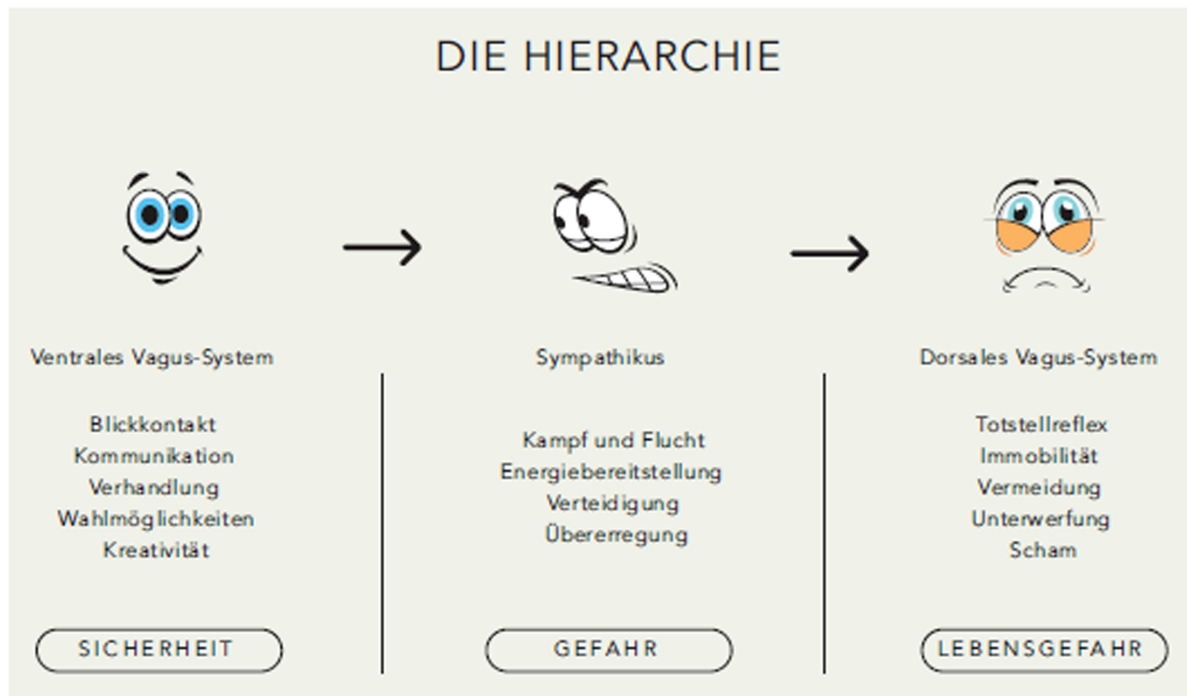 DIE HIERARCHIE
Ventrales Vagus-System
Blickkontakt
Kommunikation
Verhandlung
Wahlmöglichkeiten
Kreativität
SICHERHEIT
Sympathikus
Kampf und Flucht
Energiebereitstellung
Verteidigung
Übererregung
GEFAHR
Dorsales Vagus-System
Totstellreflex
Immobilität
Vermeidung
Unterwerfung
Scham
LEBENSGEFAHR